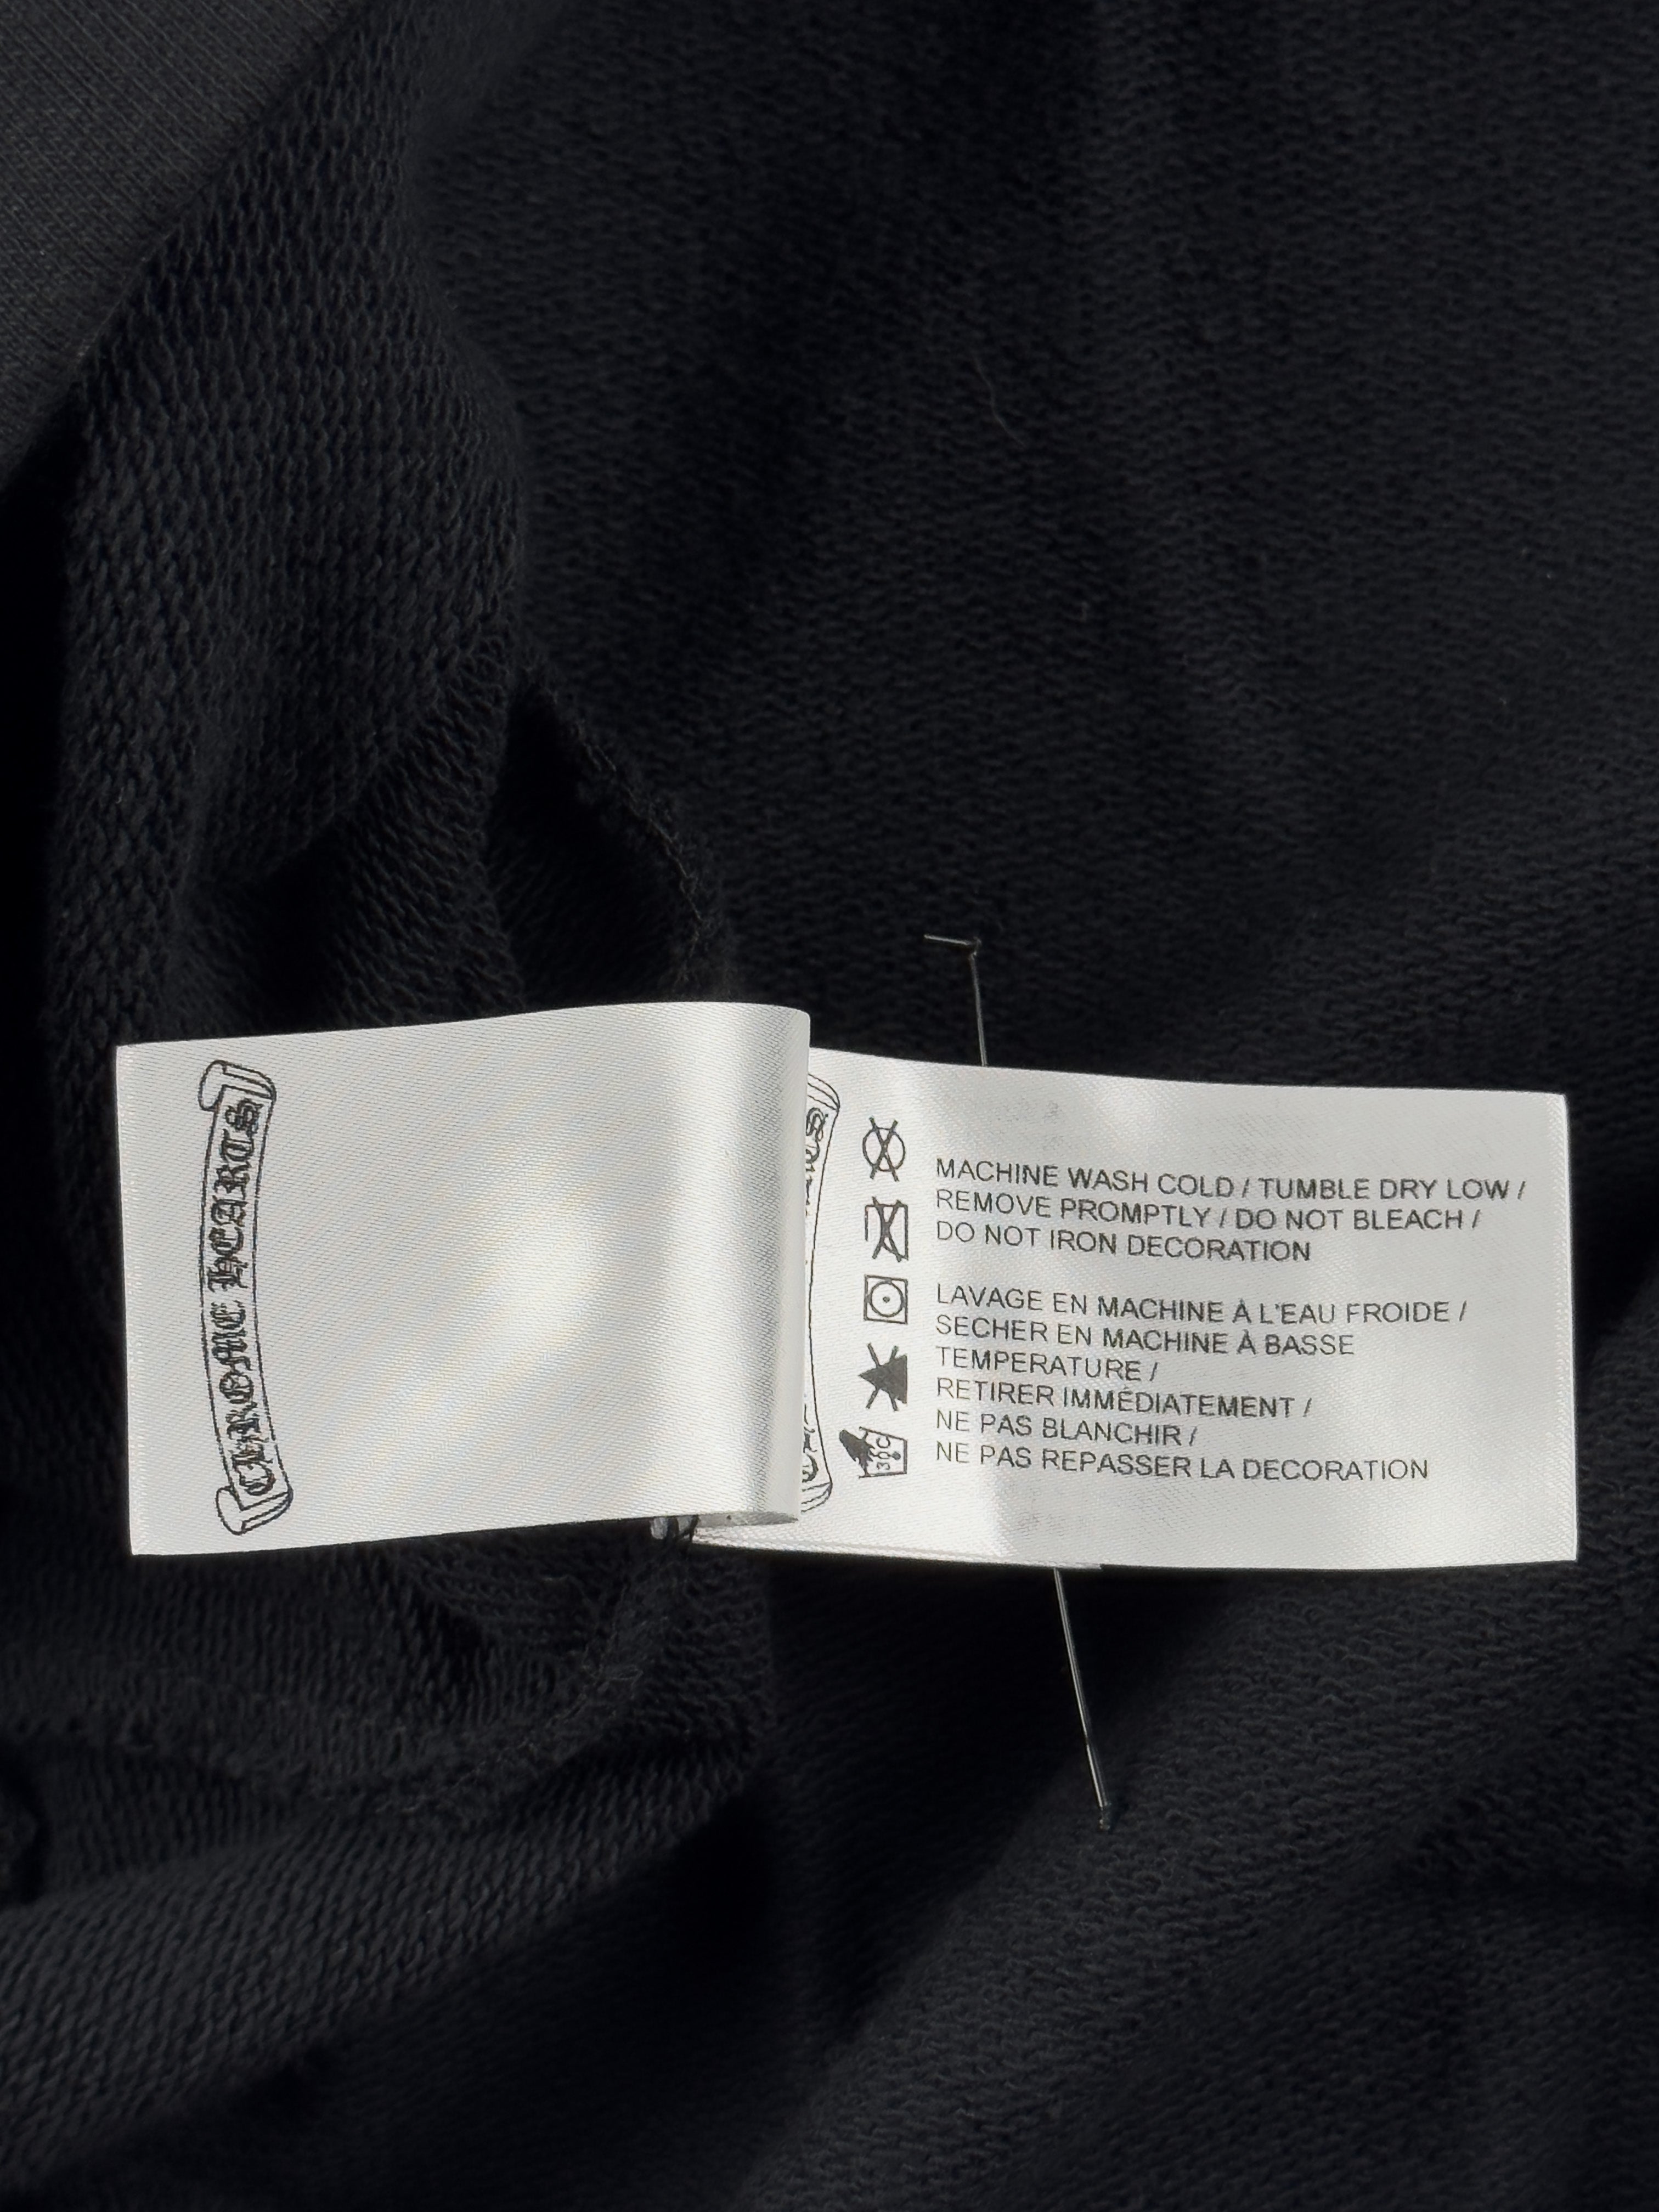 CHROME HEARTS
MACHINE WASH COLD / TUMBLE DRY LOW /
REMOVE PROMPTLY / DO NOT BLEACH /
DO NOT IRON DECORATION
LAVAGE EN MACHINE À L'EAU FROIDE /
SECHER EN MACHINE À BASSE
TEMPERATURE /
RETIRER IMMÉDIATEMENT /
NE PAS BLANCHIR /
NE PAS REPASSER LA DECORATION
30C